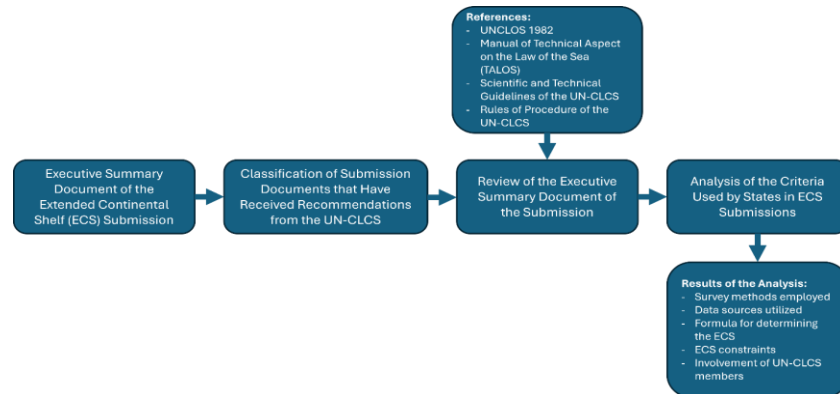 References:
- UNCLOS 1982
- Manual of Technical Aspect
on the Law of the Sea
(TALOS)
- Scientific and Technical
Guidelines of the UN-CLCS
- Rules of Procedure of the
UN-CLCS
Executive Summary
Document of the
Extended Continental
Shelf (ECS) Submission
Classification of Submission
Documents that Have
Received Recommendations
from the UN-CLCS
Review of the Executive
Summary Document of
the Submission
Analysis of the Criteria
Used by States in ECS
Submissions
Results of the Analysis:
- Survey methods employed
- Data sources utilized
- Formula for determining
the ECS
- ECS constraints
- Involvement of UN-CLCS
members